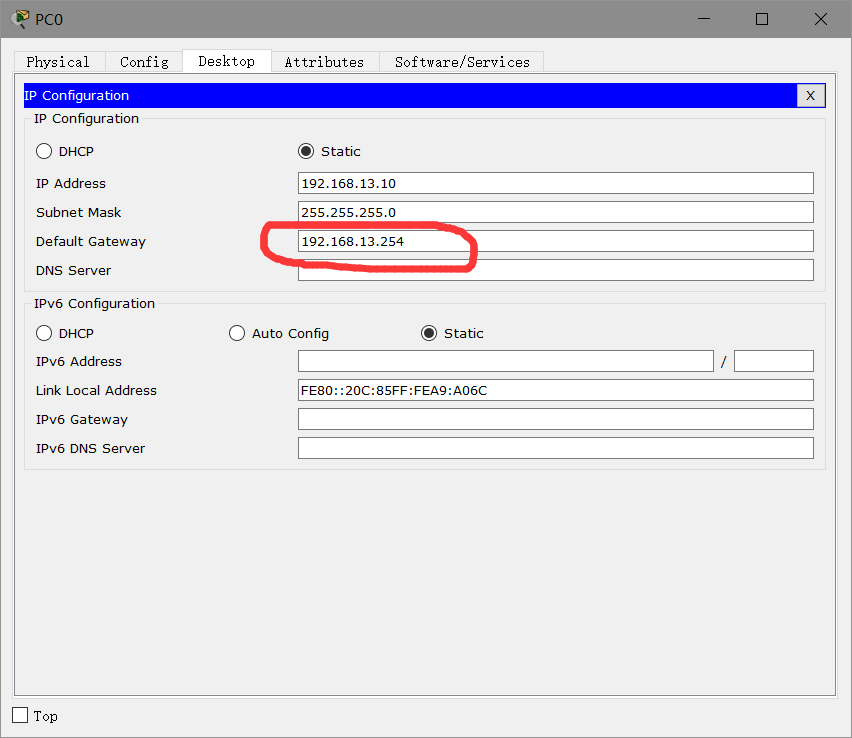 PC0
Physical Config Desktop Attributes Software/Services
IP Configuration X
IP Configuration
DHCP Static
IP Address 192.168.13.10
Subnet Mask 255.255.255.0
Default Gateway 192.168.13.254
DNS Server
IPv6 Configuration
DHCP Auto Config Static
IPv6 Address /
Link Local Address FE80::20C:85FF:FEA9:A06C
IPv6 Gateway
IPv6 DNS Server
Top